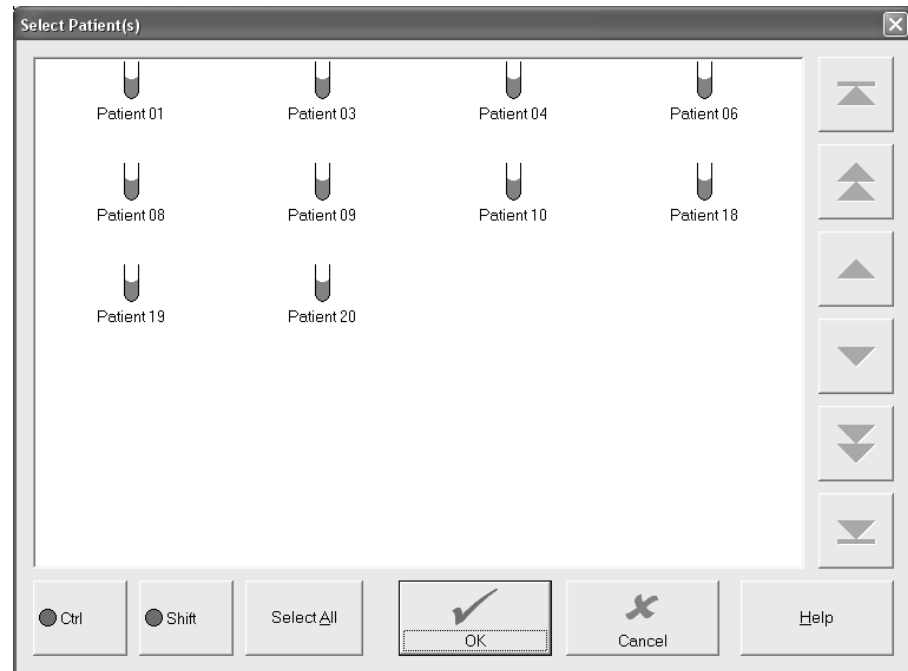 Select Patient(s)
Patient 01 Patient 03 Patient 04 Patient 06
Patient 08 Patient 09 Patient 10 Patient 18
Patient 19 Patient 20
Ctrl Shift Select All OK Cancel Help